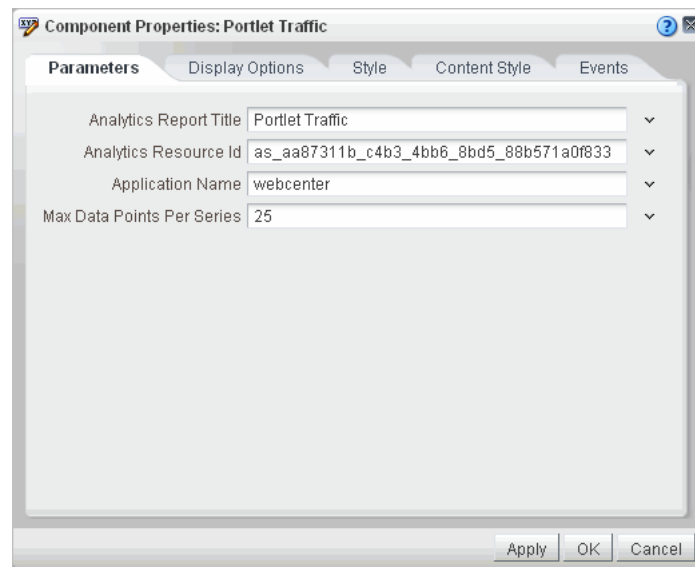 Component Properties: Portlet Traffic
Parameters Display Options Style Content Style Events
Analytics Report Title Portlet Traffic
Analytics Resource Id as_aa87311b_c4b3_4bb6_8bd5_88b571a0f833
Application Name webcenter
Max Data Points Per Series 25
Apply OK Cancel